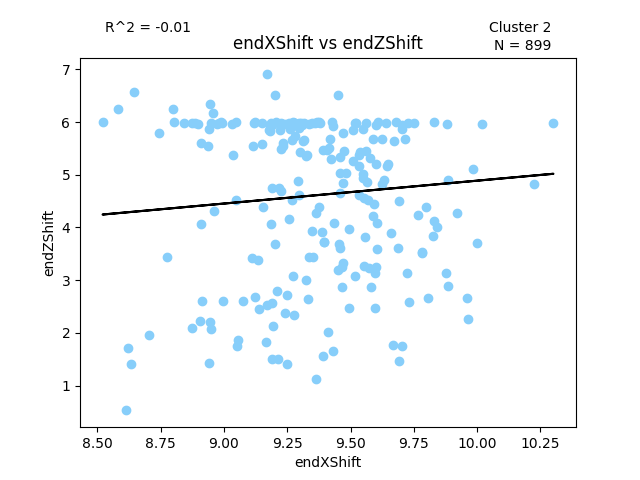 R^2 = -0.01
Cluster 2
N = 899
endXShift vs endZShift
7
6
5
4
3
2
1
endZShift
8.50 8.75 9.00 9.25 9.50 9.75 10.00 10.25
endXShift